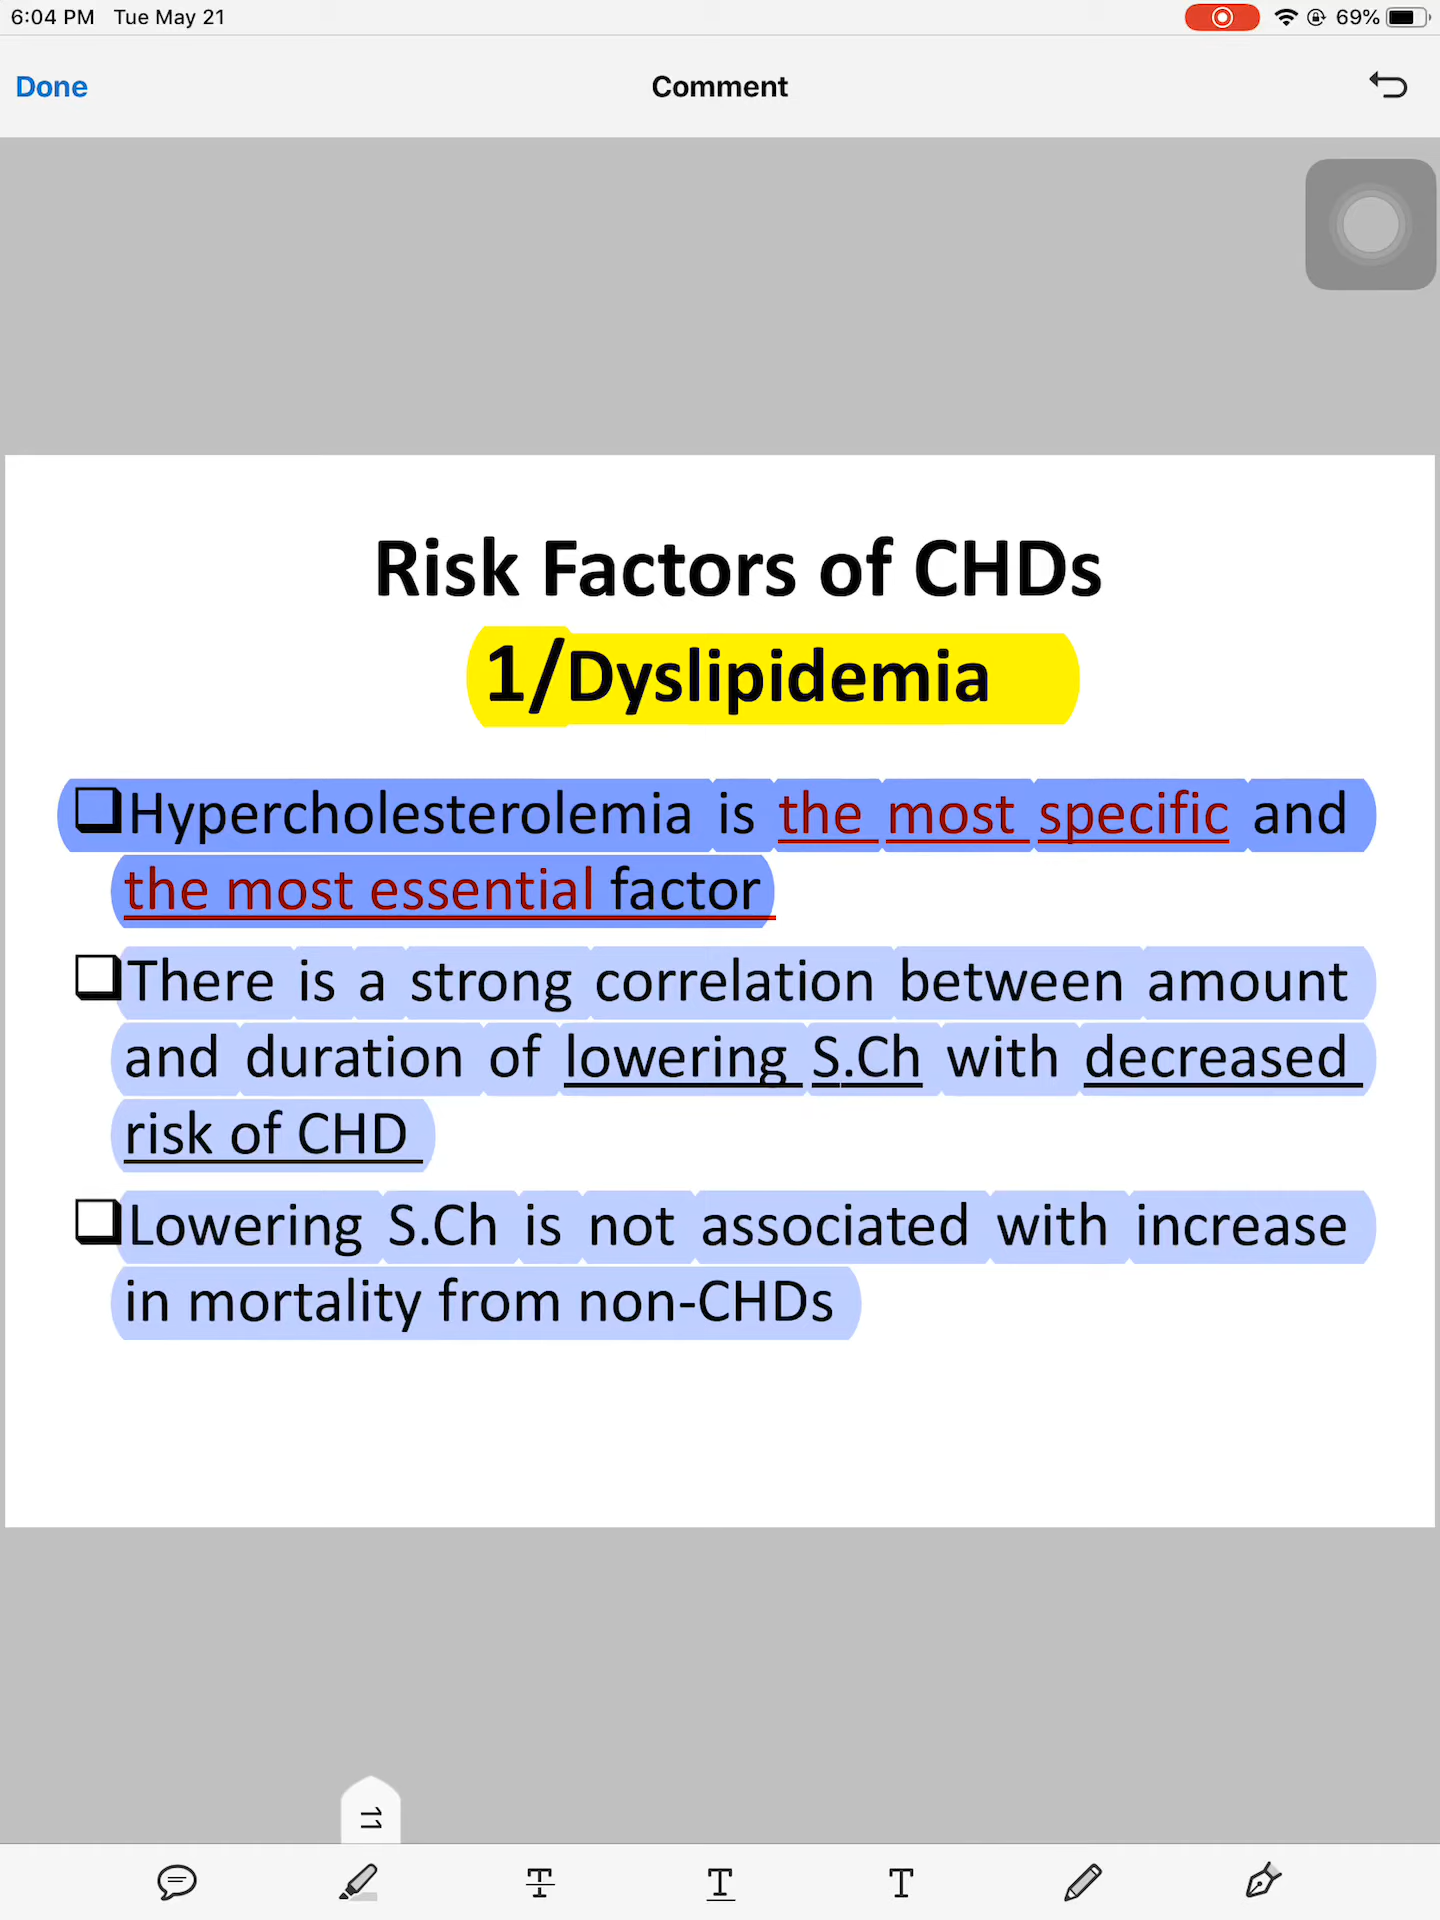 6:04 PM Tue May 21 69%
Done Comment
Risk Factors of CHDs
1/Dyslipidemia
Hypercholesterolemia is the most specific and
the most essential factor
There is a strong correlation between amount
and duration of lowering S.Ch with decreased
risk of CHD
Lowering S.Ch is not associated with increase
in mortality from non-CHDs
11
T T T